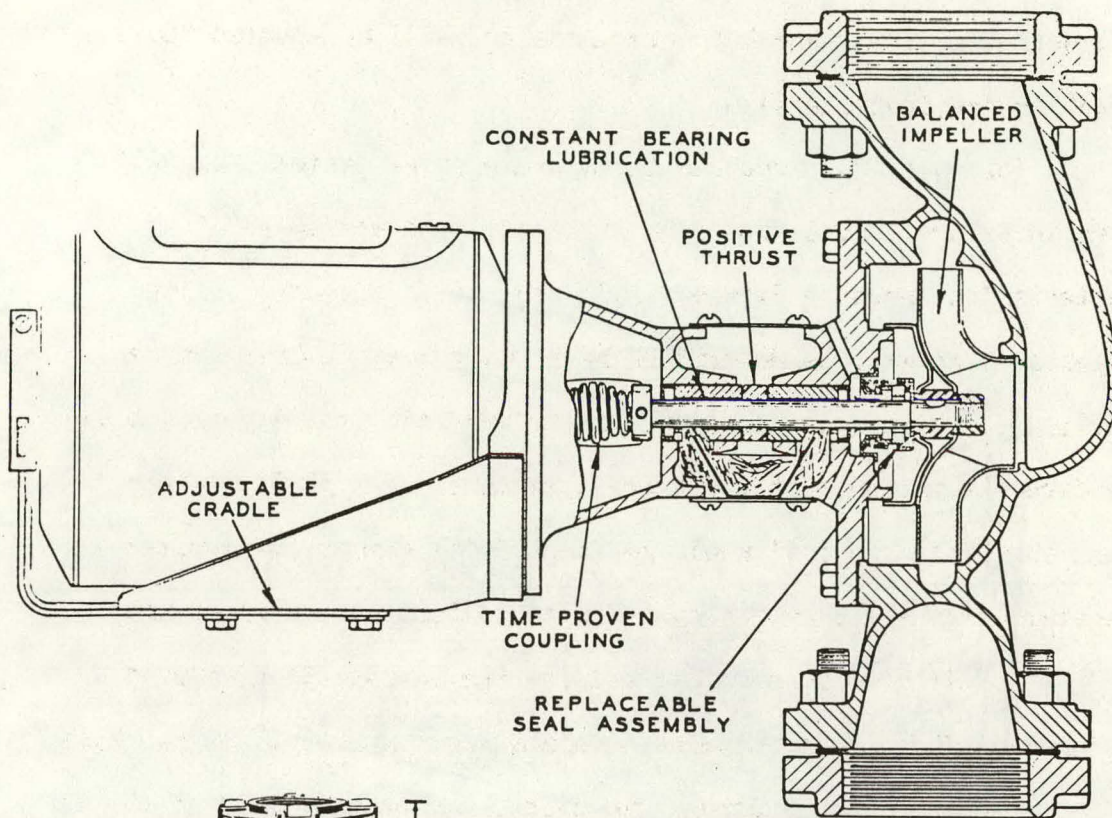 BALANCED
IMPELLER
CONSTANT BEARING
LUBRICATION
POSITIVE
THRUST
ADJUSTABLE
CRADLE
TIME PROVEN
COUPLING
REPLACEABLE
SEAL ASSEMBLY